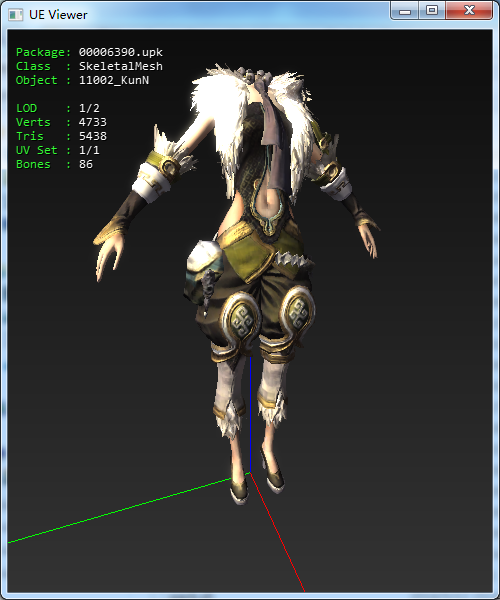 UE Viewer
Package: 00006390.upk
Class : SkeletalMesh
Object : 11002_KunN
LOD : 1/2
Verts : 4733
Tris : 5438
UV Set : 1/1
Bones : 86